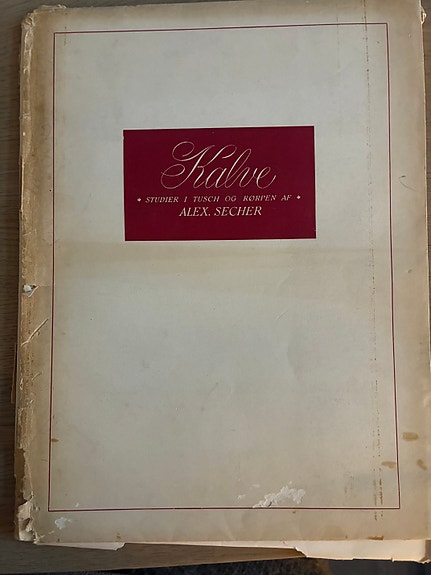 Kalve
◆ STUDIER I TUSCH OG RØRPEN AF ◆
ALEX. SECHER